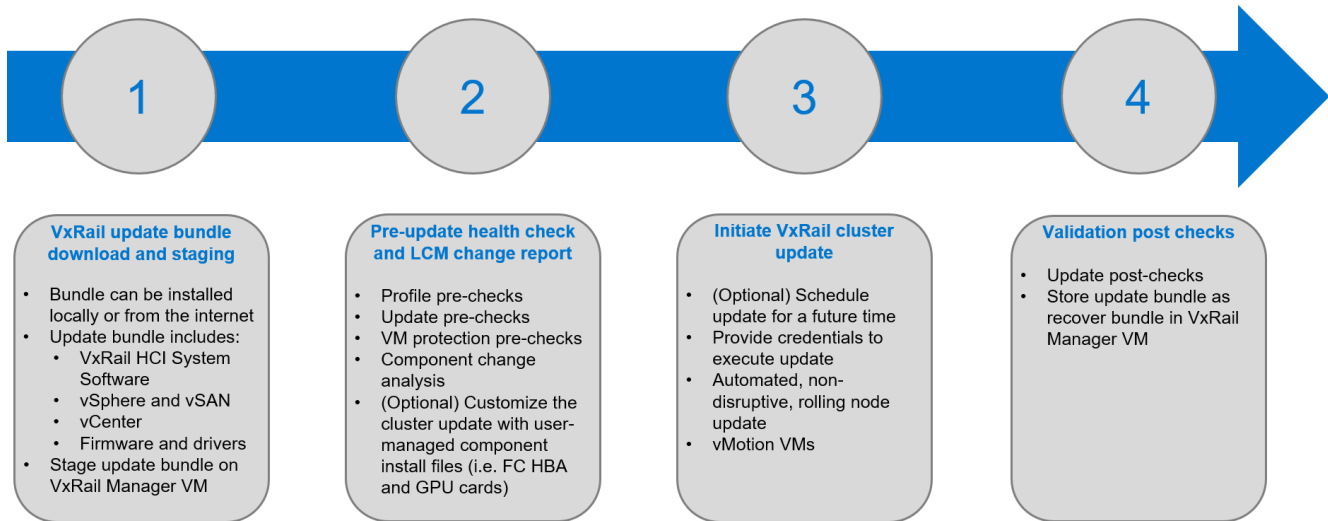 1
2
3
4
VxRail update bundle
download and staging
• Bundle can be installed
locally or from the internet
• Update bundle includes:
• VxRail HCI System
Software
• vSphere and vSAN
• vCenter
• Firmware and drivers
• Stage update bundle on
VxRail Manager VM
Pre-update health check
and LCM change report
• Profile pre-checks
• Update pre-checks
• VM protection pre-checks
• Component change
analysis
• (Optional) Customize the
cluster update with user-
managed component
install files (i.e. FC HBA
and GPU cards)
Initiate VxRail cluster
update
• (Optional) Schedule
update for a future time
• Provide credentials to
execute update
• Automated, non-
disruptive, rolling node
update
• vMotion VMs
Validation post checks
• Update post-checks
• Store update bundle as
recover bundle in VxRail
Manager VM